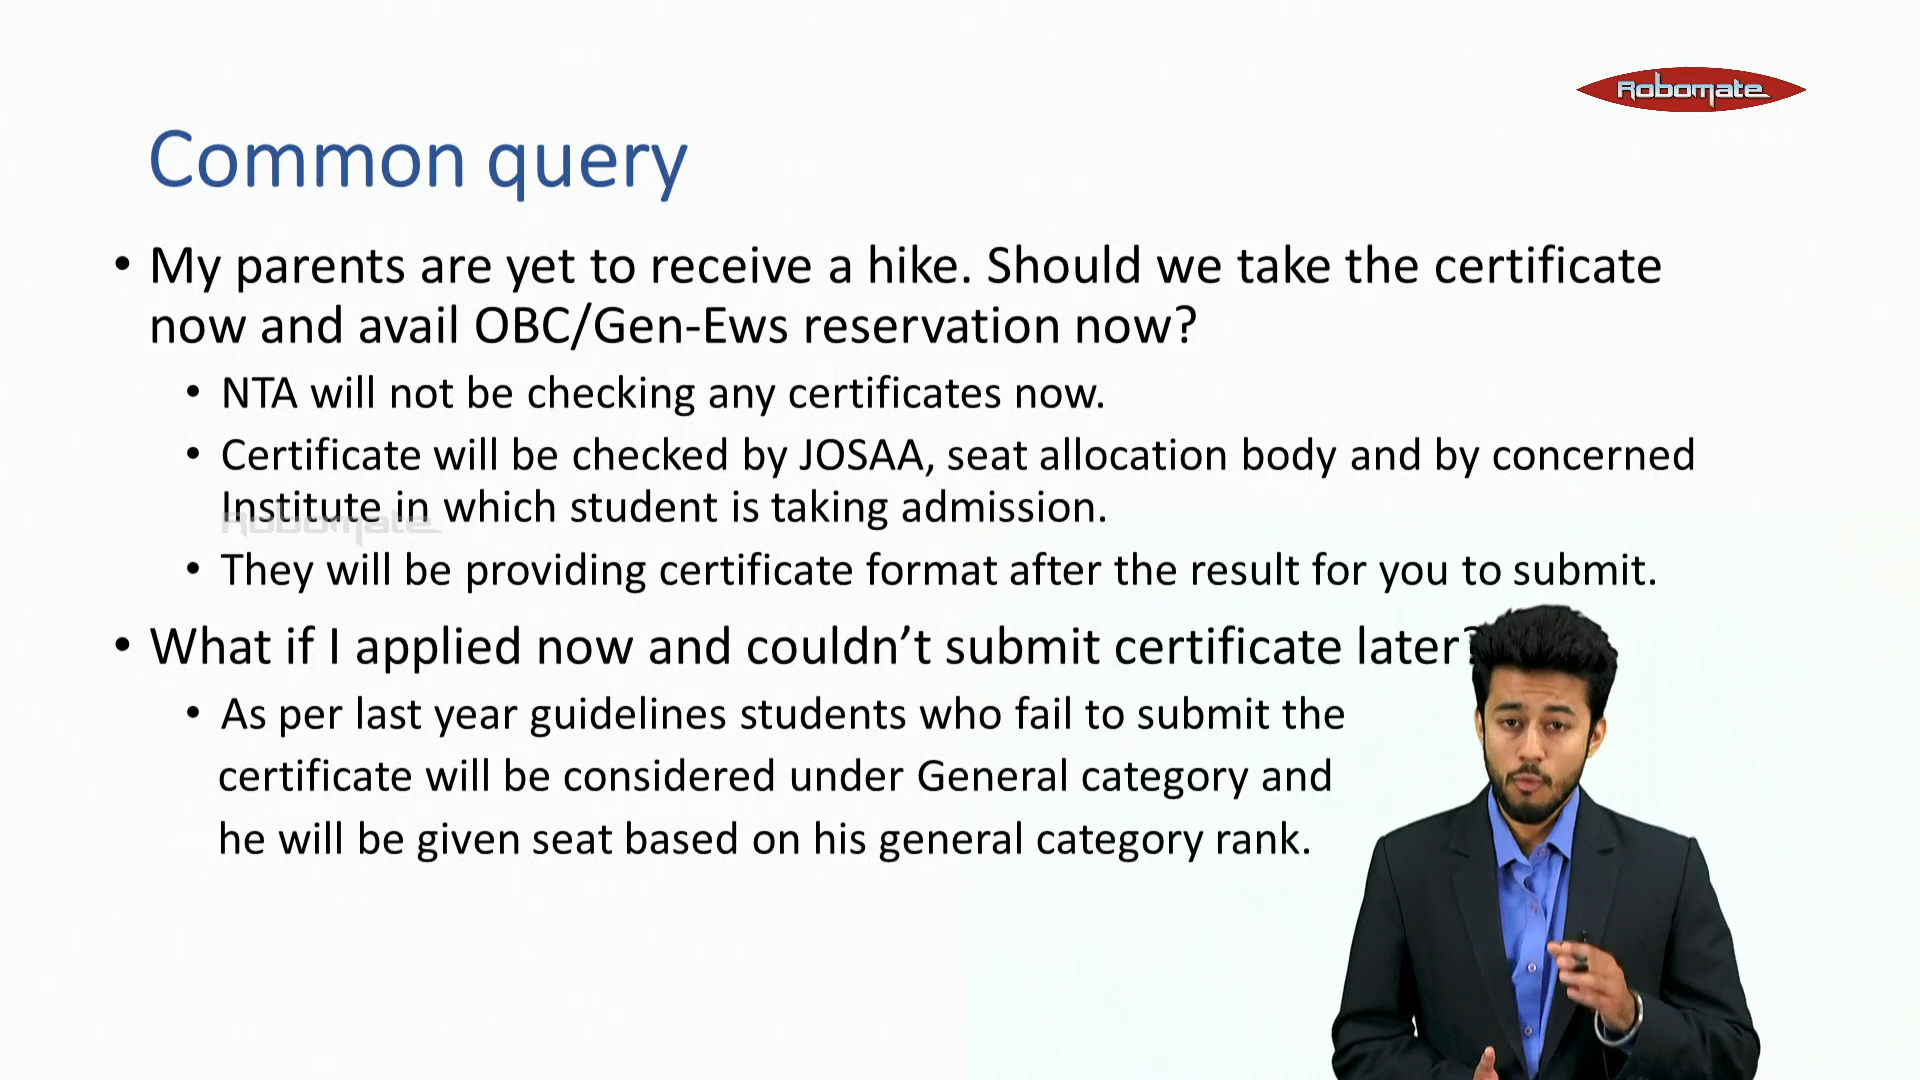 Robomate
Common query
• My parents are yet to receive a hike. Should we take the certificate
now and avail OBC/Gen-Ews reservation now?
• NTA will not be checking any certificates now.
• Certificate will be checked by JOSAA, seat allocation body and by concerned
Institute in which student is taking admission.
Robomate
• They will be providing certificate format after the result for you to submit.
• What if I applied now and couldn’t submit certificate later?
• As per last year guidelines students who fail to submit the
certificate will be considered under General category and
he will be given seat based on his general category rank.